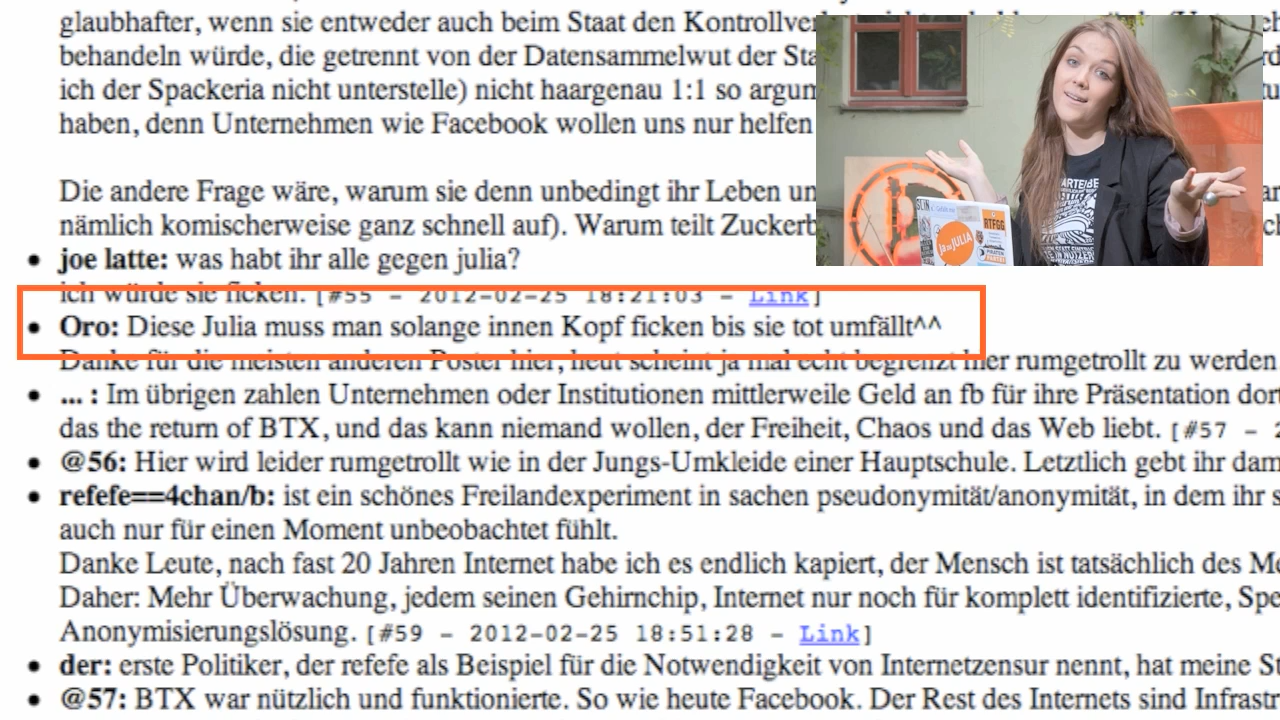 glaubhafter, wenn sie entweder auch beim Staat den
behandeln würde, die getrennt von der Datensammelwut der
ich der Spackeria nicht unterstelle) nicht haargenau 1:1 so
haben, denn Unternehmen wie Facebook wollen uns nur helfen
Die andere Frage wäre, warum sie denn unbedingt ihr Leben
nämlich komischerweise ganz schnell auf). Warum teilt
• joe latte: was habt ihr alle gegen julia?
ich würde sie ficken. [#55 - 2012-02-25 18:21:03 - Link]
• Oro: Diese Julia muss man solange innen Kopf ficken bis sie tot umfällt^^
Danke für die meisten anderen Poster hier, heut scheint ja mal echt begrenzt hier rumgetrollt zu werden
• ... : Im übrigen zahlen Unternehmen oder Institutionen mittlerweile Geld an fb für ihre Präsentation
das the return of BTX, und das kann niemand wollen, der Freiheit, Chaos und das Web liebt. [#57 -
• @56: Hier wird leider rumgetrollt wie in der Jungs-Umkleide einer Hauptschule. Letztlich gebt ihr
• refefe==4chan/b: ist ein schönes Freilandexperiment in sachen pseudonymität/anonymität, in dem ihr
auch nur für einen Moment unbeobachtet fühlt.
Danke Leute, nach fast 20 Jahren Internet habe ich es endlich kapiert, der Mensch ist tatsächlich des
Daher: Mehr Überwachung, jedem seinen Gehirnchip, Internet nur noch für komplett identifizierte,
Anonymisierungslösung. [#59 - 2012-02-25 18:51:28 - Link]
• der: erste Politiker, der refefe als Beispiel für die Notwendigkeit von Internetzensur nennt, hat meine
• @57: BTX war nützlich und funktionierte. So wie heute Facebook. Der Rest des Internets sind
Ja zu JULIA
RTFGG
PIRATEN
PARTEI